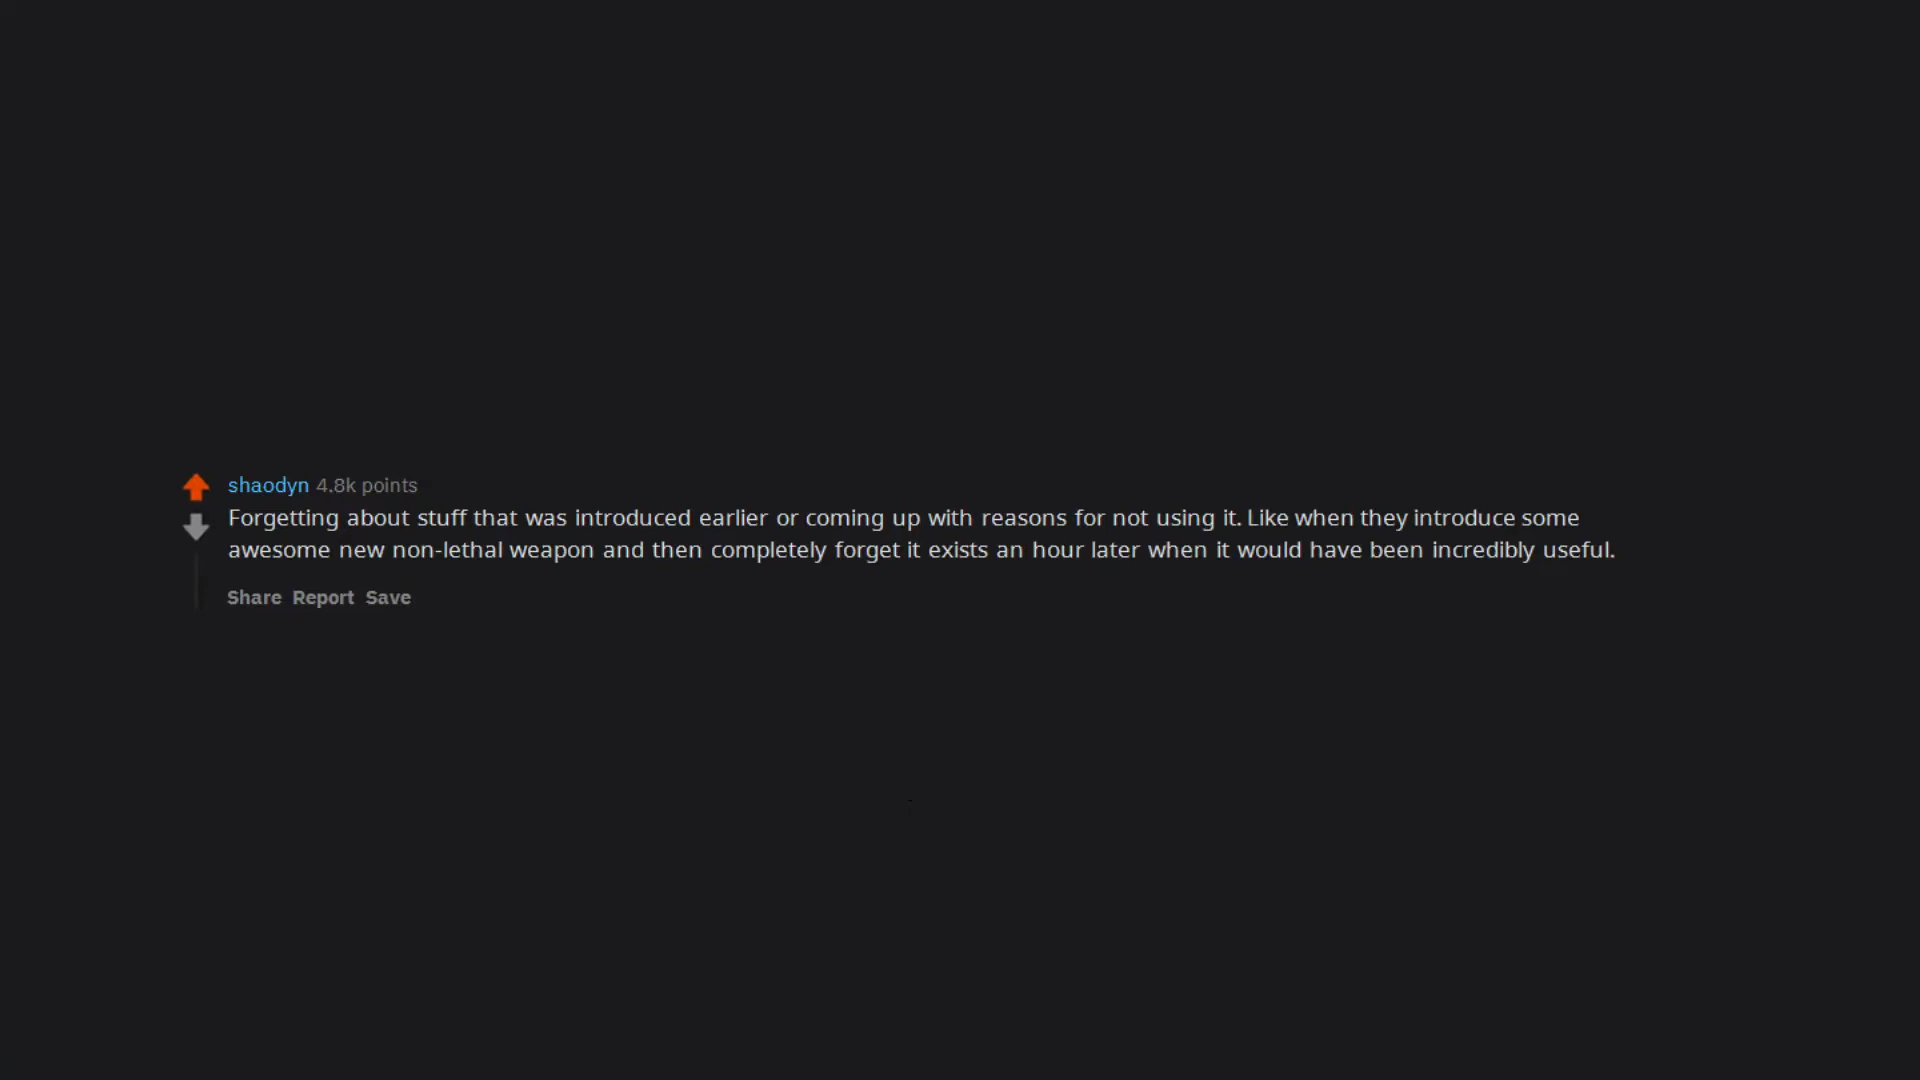 shaodyn 4.8k points
Forgetting about stuff that was introduced earlier or coming up with reasons for not using it. Like when they introduce some
awesome new non-lethal weapon and then completely forget it exists an hour later when it would have been incredibly useful.
Share Report Save